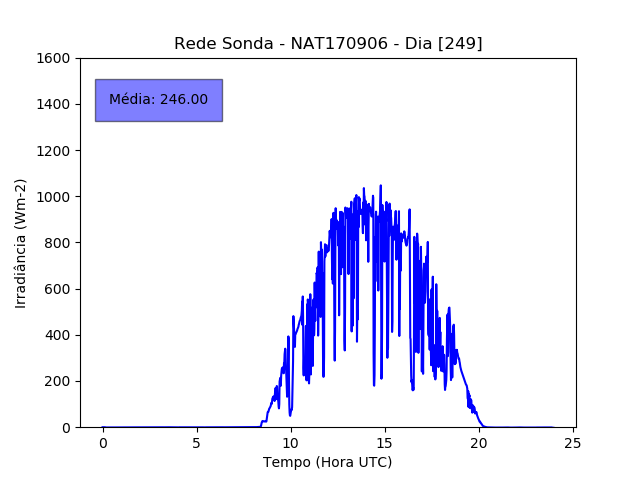 Rede Sonda - NAT170906 - Dia [249]
Média: 246.00
Irradiância (Wm-2)
1600
1400
1200
1000
800
600
400
200
0
0 5 10 15 20 25
Tempo (Hora UTC)